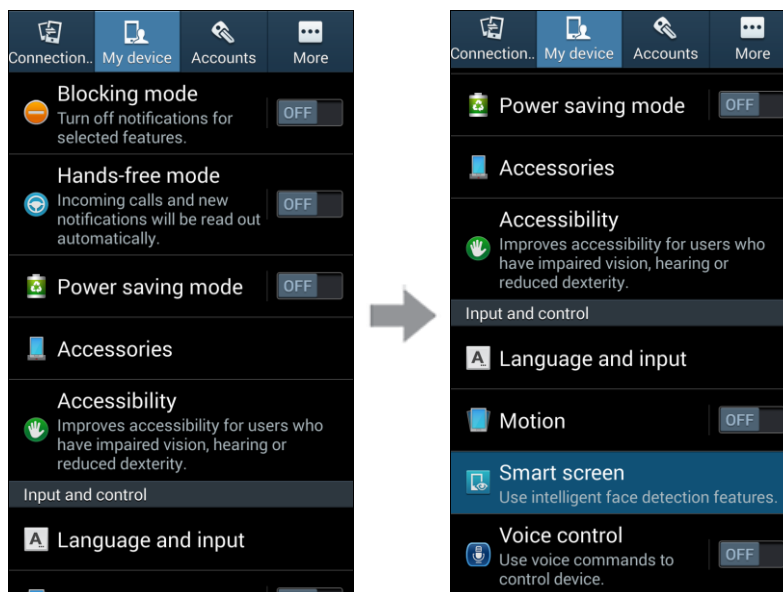 Connection.. My device Accounts More
Blocking mode
Turn off notifications for
selected features.
OFF
Hands-free mode
Incoming calls and new
notifications will be read out
automatically.
OFF
Power saving mode OFF
Accessories
Accessibility
Improves accessibility for users who
have impaired vision, hearing or
reduced dexterity.
Input and control
Language and input
Connection.. My device Accounts More
Power saving mode OFF
Accessories
Accessibility
Improves accessibility for users who
have impaired vision, hearing or
reduced dexterity.
Input and control
Language and input
Motion OFF
Smart screen
Use intelligent face detection features.
Voice control
Use voice commands to
control device.
OFF